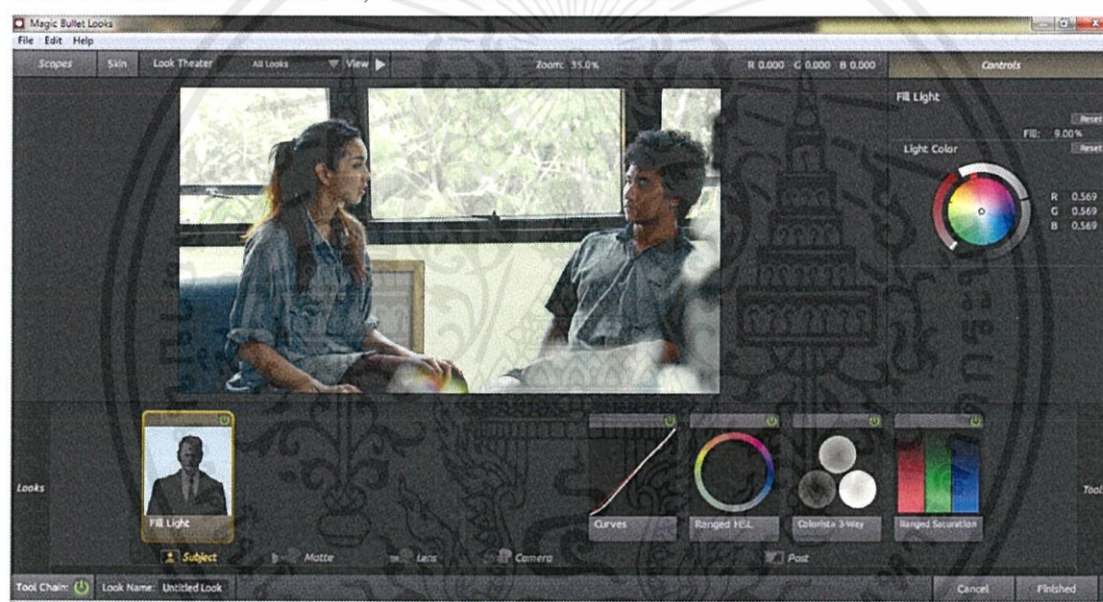 Magic Bullet Looks
File Edit Help
Scopes Skin Look Theater All Looks View Zoom: 35.0% R 0.000 G 0.000 B 0.000 Controls
Fill Light
Reset
Fill: 9.00%
Light Color Reset
R 0.569
G 0.569
B 0.569
Looks
Tool
Fill Light Curves Ranged HSL Colorista 3-Way Ranged Saturation
Subject Matte Lens Camera Post
Tool Chain: Look Name: Untitled Look Cancel Finished